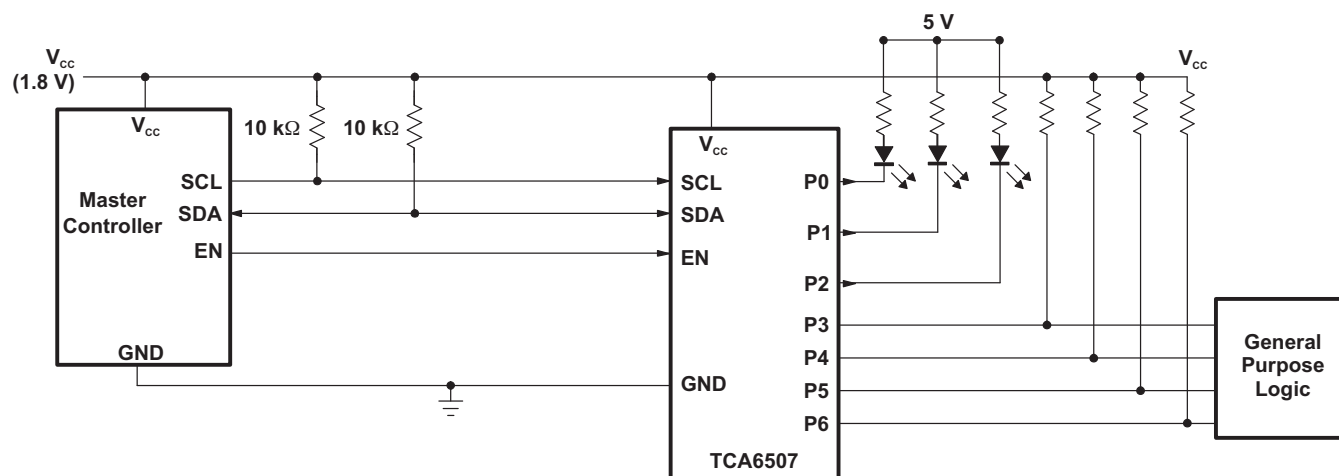 5 V
V_CC
(1.8 V)
V_CC
V_CC
10 kΩ
10 kΩ
V_CC
SCL
SCL
P0
Master
Controller
SDA
SDA
P1
EN
EN
P2
P3
P4
P5
P6
GND
GND
General
Purpose
Logic
TCA6507